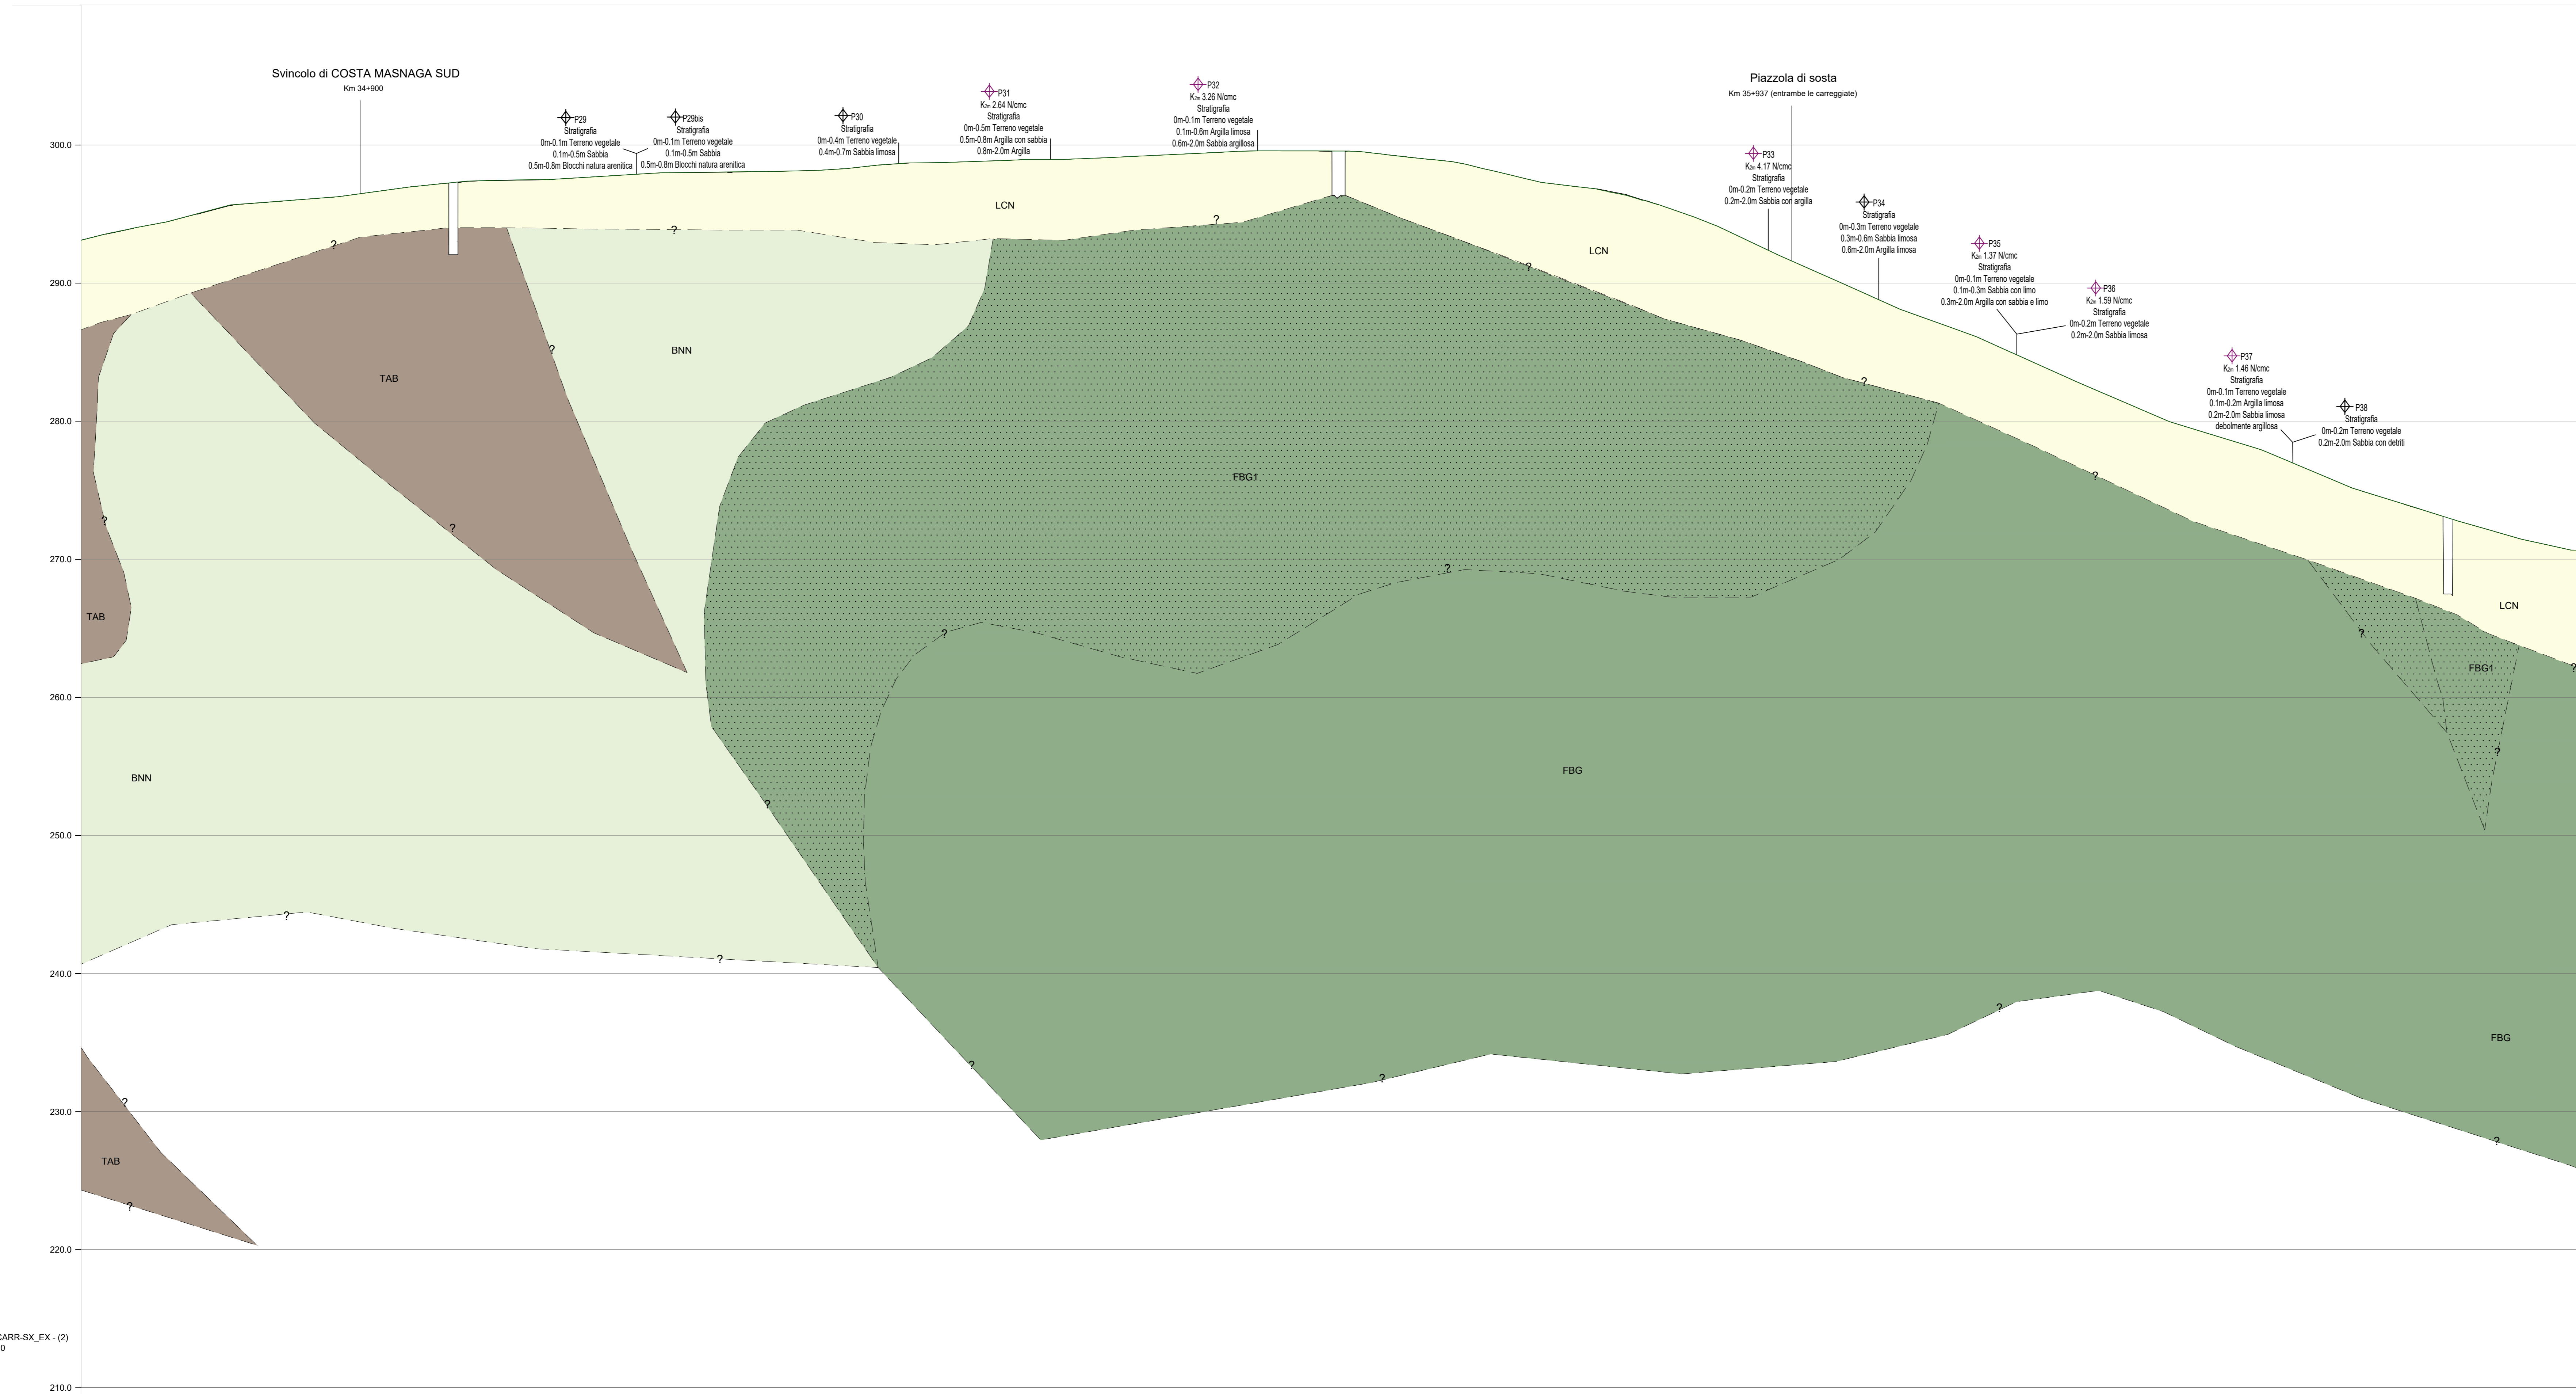 Svincolo di COSTA MASNAGA SUD
Km 34+900
P29
Stratigrafia
0m-0.1m Terreno vegetale
0.1m-0.5m Sabbia
0.5m-0.8m Blocchi natura arenitica
P29bis
Stratigrafia
0m-0.1m Terreno vegetale
0.1m-0.5m Sabbia
0.5m-0.8m Blocchi natura arenitica
P30
Stratigrafia
0m-0.4m Terreno vegetale
0.4m-0.7m Sabbia limosa
P31
K2m 2.64 N/cmc
Stratigrafia
0m-0.5m Terreno vegetale
0.5m-0.8m Argilla con sabbia
0.8m-2.0m Argilla
P32
K2m 3.26 N/cmc
Stratigrafia
0m-0.1m Terreno vegetale
0.1m-0.6m Argilla limosa
0.6m-2.0m Sabbia argillosa
Piazzola di sosta
Km 35+937 (entrambe le carreggiate)
P33
K2m 4.17 N/cmc
Stratigrafia
0m-0.2m Terreno vegetale
0.2m-2.0m Sabbia con argilla
P34
Stratigrafia
0m-0.3m Terreno vegetale
0.3m-0.6m Sabbia limosa
0.6m-2.0m Argilla limosa
P35
K2m 1.37 N/cmc
Stratigrafia
0m-0.1m Terreno vegetale
0.1m-0.3m Sabbia con limo
0.3m-2.0m Argilla con sabbia e limo
P36
K2m 1.59 N/cmc
Stratigrafia
0m-0.2m Terreno vegetale
0.2m-2.0m Sabbia limosa
P37
K2m 1.46 N/cmc
Stratigrafia
0m-0.1m Terreno vegetale
0.1m-0.2m Argilla limosa
0.2m-2.0m Sabbia limosa
debolmente argillosa
P38
Stratigrafia
0m-0.2m Terreno vegetale
0.2m-2.0m Sabbia con detriti
300.0
290.0
280.0
270.0
260.0
250.0
240.0
230.0
220.0
210.0
LCN
?
?
?
LCN
?
BNN
TAB
?
?
?
FBG1
?
?
?
TAB
?
?
LCN
?
FBG1
?
?
BNN
?
FBG
?
?
?
?
?
FBG
?
?
TAB
?
CARR-SX_EX - (2)
0